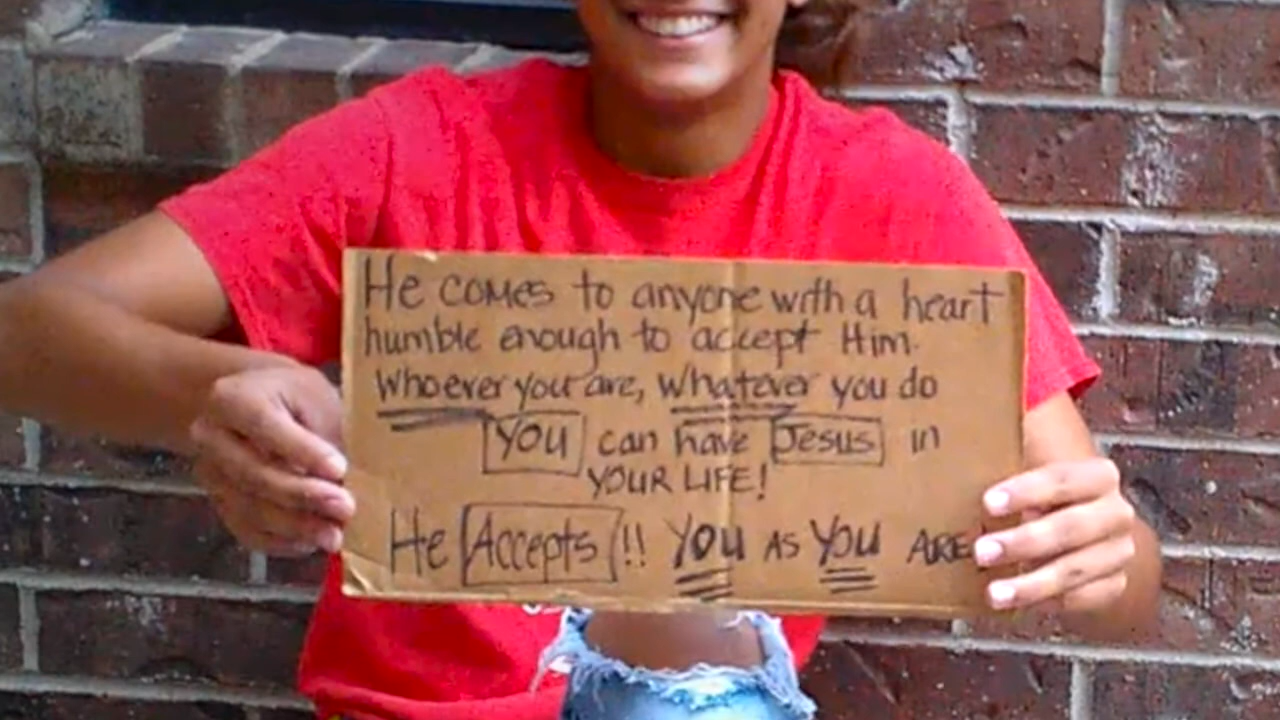 He comes to anyone with a heart
humble enough to accept Him.
Whoever you are, whatever you do
YOU can have Jesus in
YOUR LIFE!
He Accepts!! YOU AS YOU ARE